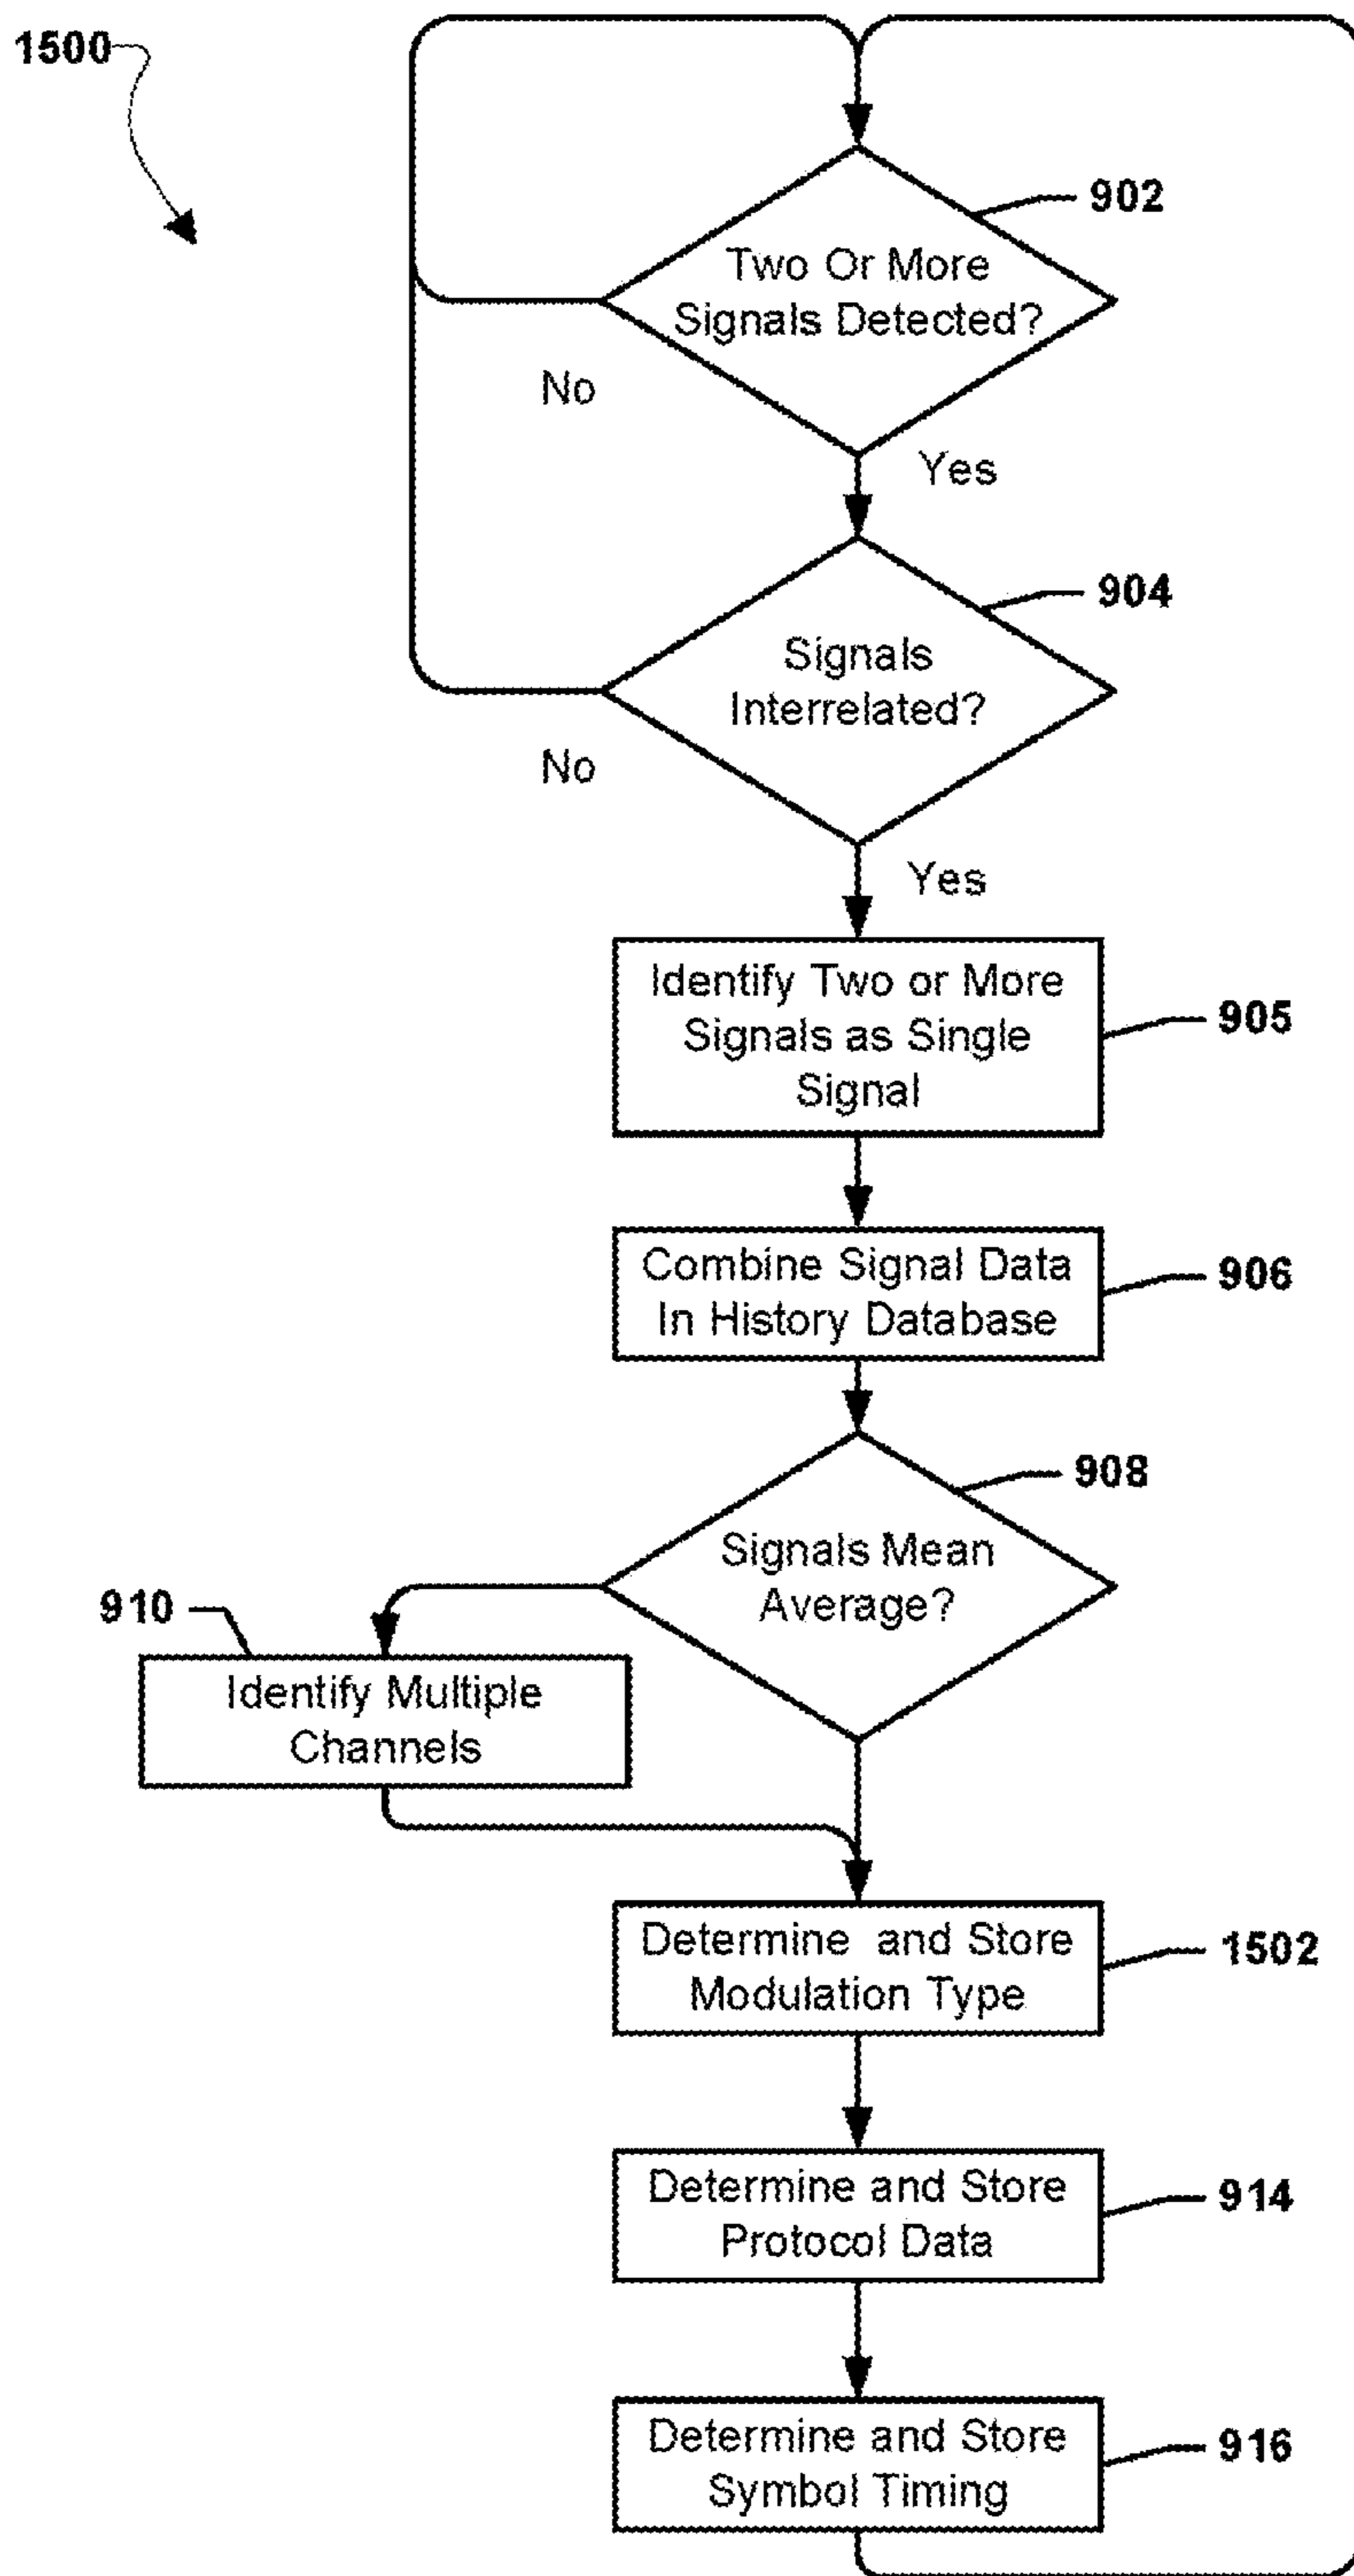 1500
902
Two Or More
Signals Detected?
No
Yes
904
Signals
Interrelated?
No
Yes
Identify Two or More
Signals as Single
Signal
905
Combine Signal Data
In History Database
906
908
Signals Mean
Average?
910
Identify Multiple
Channels
Determine and Store
Modulation Type
1502
Determine and Store
Protocol Data
914
Determine and Store
Symbol Timing
916